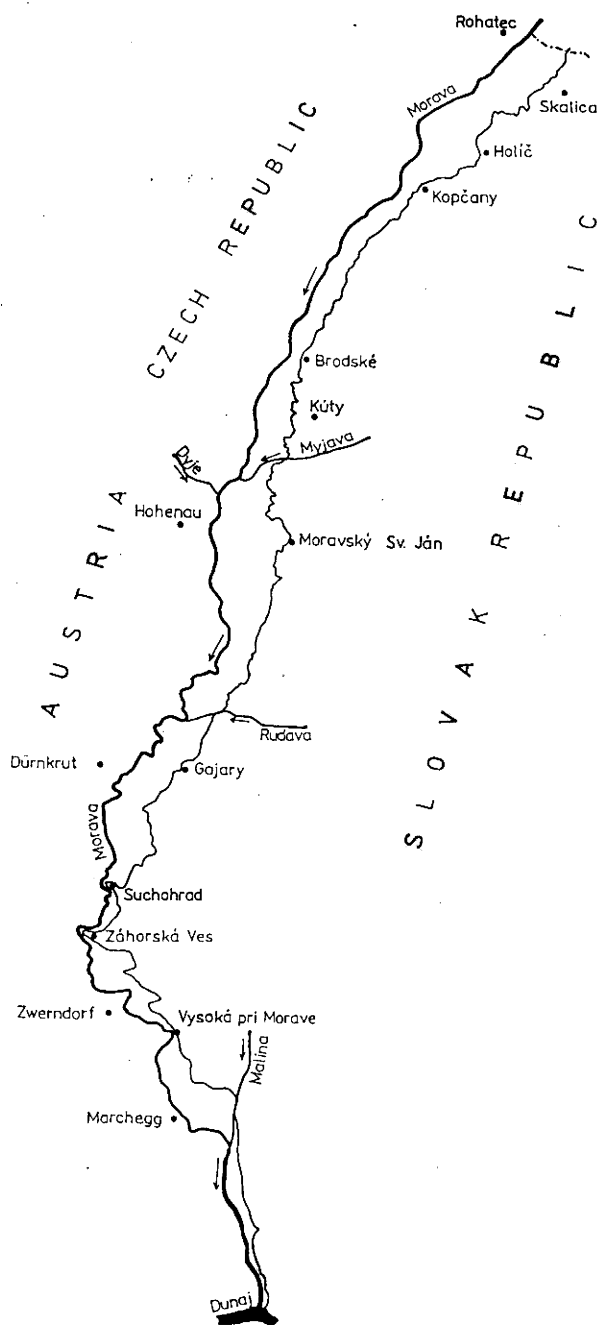 Rohatec
Morava
Skalica
Holíč
Kopčany
CZECH REPUBLIC
Brodské
Kúty
Myjava
Dyje
Hohenau
Moravský Sv. Ján
AUSTRIA
SLOVAK REPUBLIC
Rudava
Dürnkrut
Gajary
Morava
Suchohrad
Záhorská Ves
Zwerndorf
Vysoká pri Morave
Malina
Marchegg
Dunaj